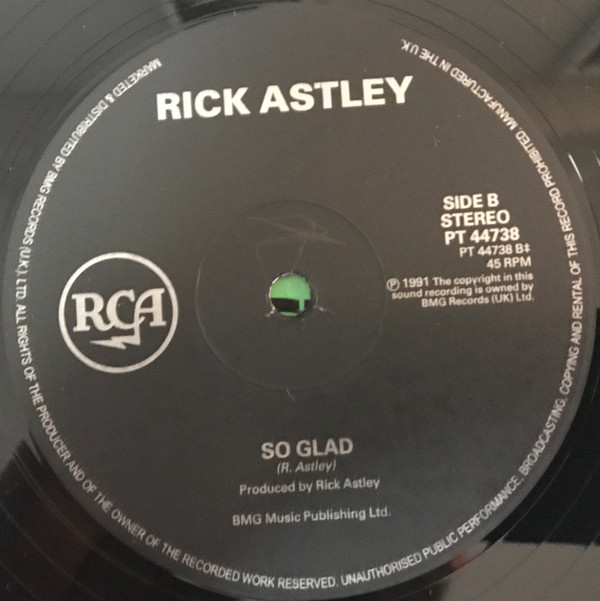 RICK ASTLEY
SIDE B
STEREO
PT 44738
PT 44738 B‡
45 RPM
Ⓟ 1991 The copyright in this
sound recording is owned by
BMG Records (UK) Ltd.
RCA
SO GLAD
(R. Astley)
Produced by Rick Astley
BMG Music Publishing Ltd.
MARKETED & DISTRIBUTED BY BMG RECORDS (U.K.) LTD. ALL RIGHTS OF THE PRODUCER AND OF THE OWNER OF THE RECORDED WORK RESERVED. UNAUTHORISED PUBLIC PERFORMANCE, BROADCASTING, COPYING AND RENTAL OF THIS RECORD PROHIBITED. MANUFACTURED IN THE U.K.